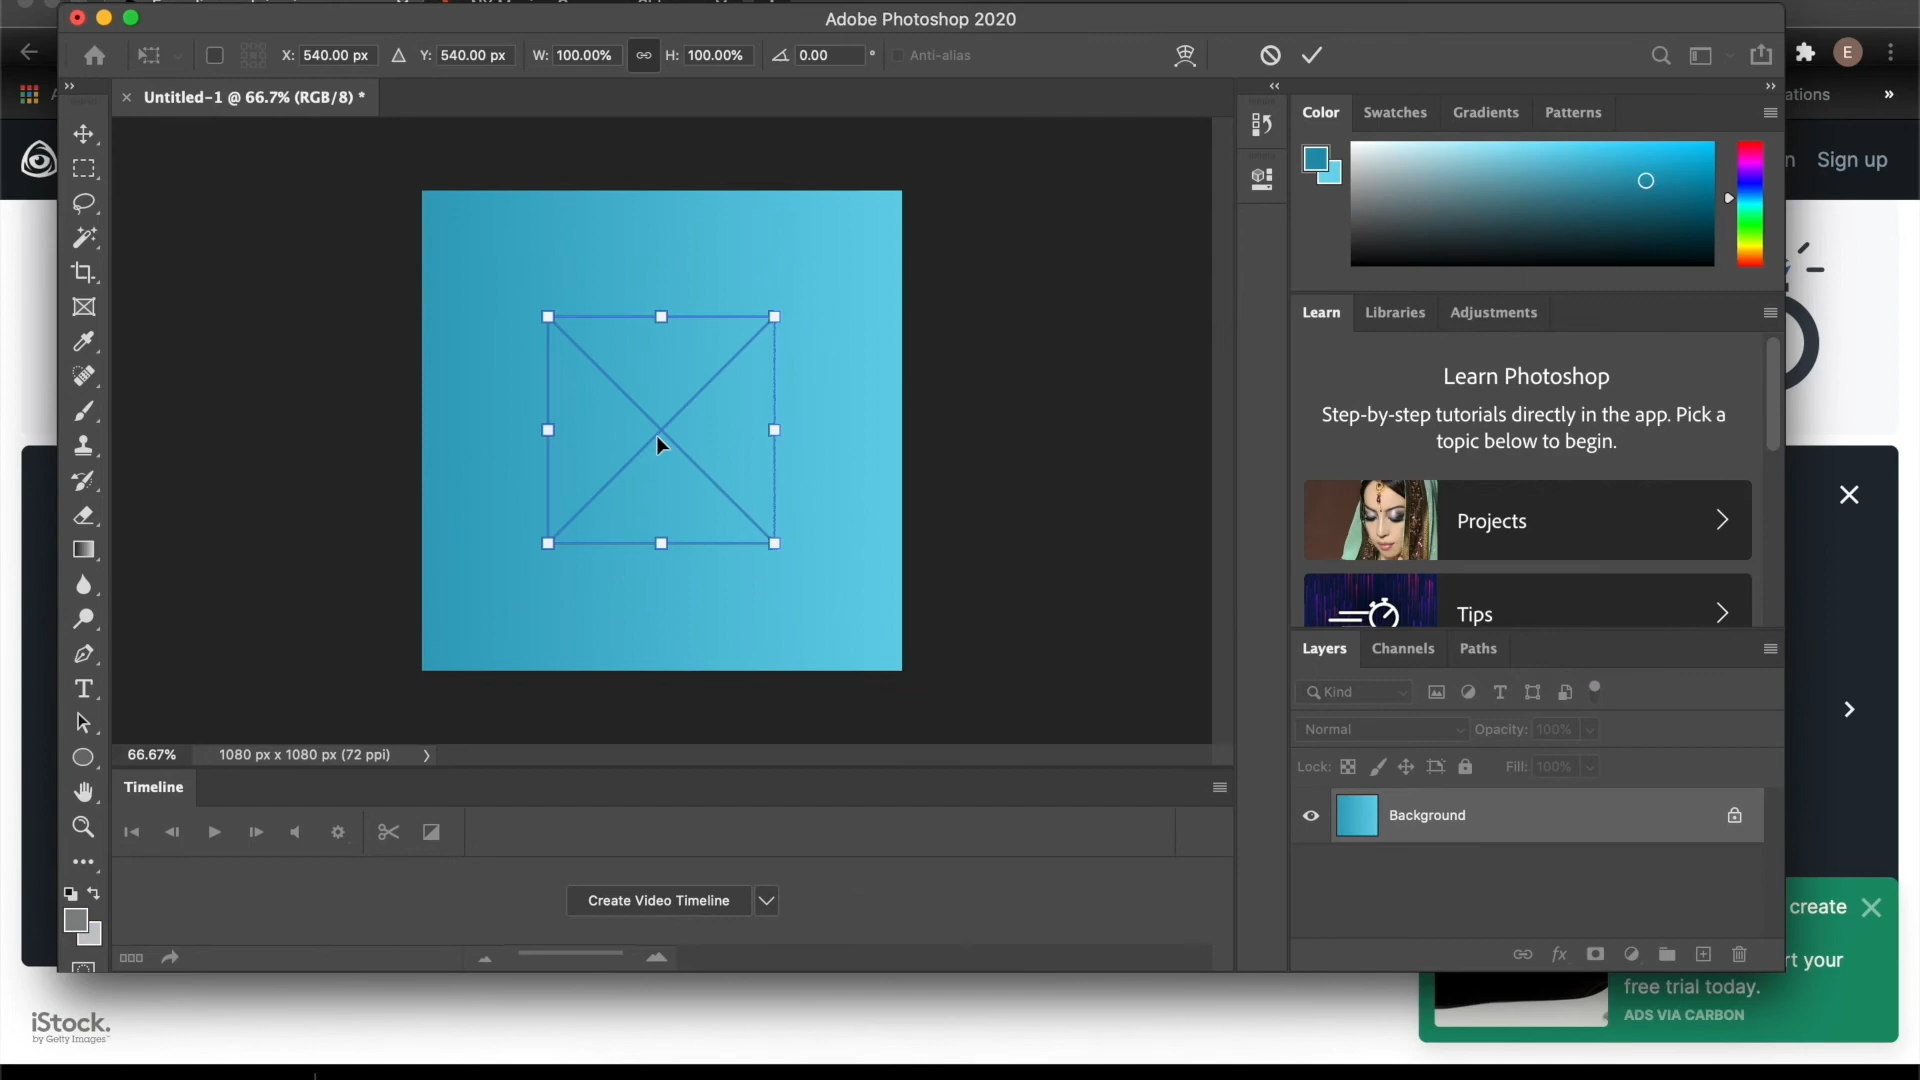 Adobe Photoshop 2020
X: 540.00 px Y: 540.00 px W: 100.00% H: 100.00% 0.00 ° Anti-alias
E
Untitled-1 @ 66.7% (RGB/8) *
ations
Color Swatches Gradients Patterns
Sign up
Learn Libraries Adjustments
Learn Photoshop
Step-by-step tutorials directly in the app. Pick a
topic below to begin.
Projects
Tips
Layers Channels Paths
Kind
Normal Opacity: 100%
66.67% 1080 px x 1080 px (72 ppi)
Lock: Fill: 100%
Timeline
Background
Create Video Timeline
create
rt your
free trial today.
ADS VIA CARBON
iStock.
by Getty Images™